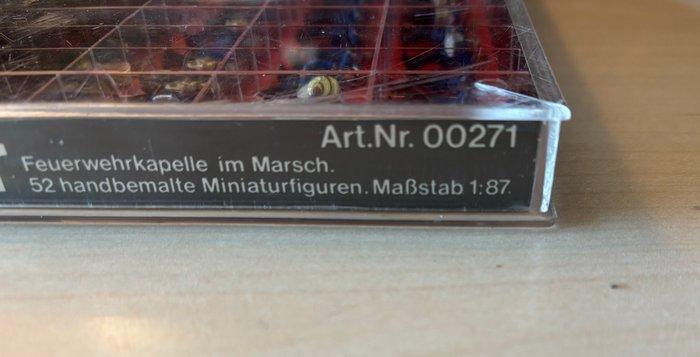 Art.Nr. 00271
Feuerwehrkapelle im Marsch.
52 handbemalte Miniaturfiguren. Maßstab 1:87.